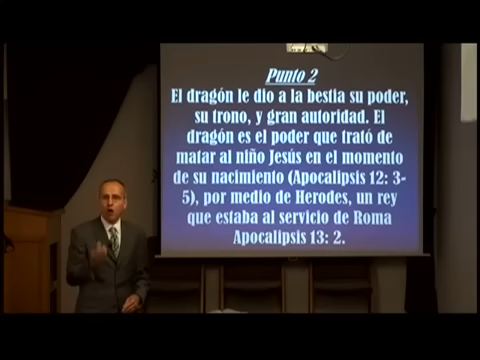 Punto 2
El dragón le dio a la bestia su poder,
su trono, y gran autoridad. El
dragón es el poder que trató de
matar al niño Jesús en el momento
de su nacimiento (Apocalipsis 12: 3-
5), por medio de Herodes, un rey
que estaba al servicio de Roma
Apocalipsis 13: 2.